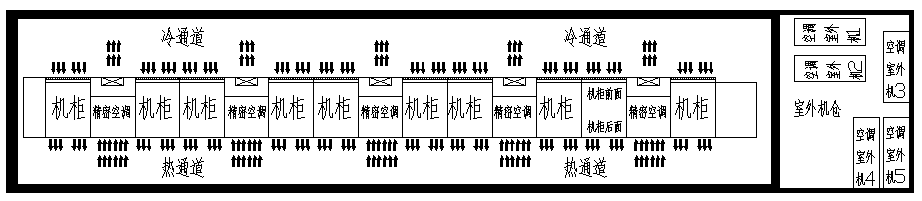 冷通道 冷通道
机柜 精密空调 机柜 机柜 精密空调 机柜 机柜 精密空调 机柜 机柜 精密空调 机柜 机柜前面 精密空调 机柜
机柜后面
热通道 热通道
空调
室外
机1
空调
室外
机2
空调
室外
机3
室外机仓
空调
室外
机4
空调
室外
机5